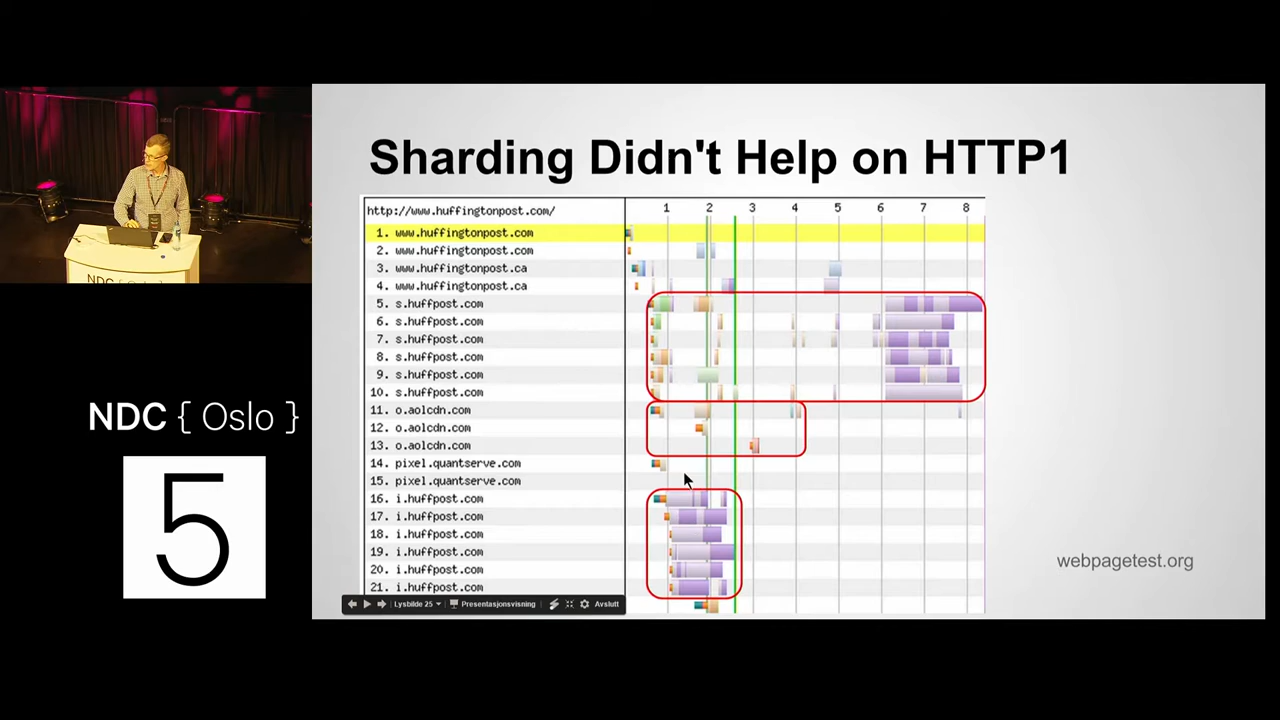 Sharding Didn't Help on HTTP1
http://www.huffingtonpost.com/ 1 2 3 4 5 6 7 8
1. www.huffingtonpost.com
2. www.huffingtonpost.com
3. www.huffingtonpost.ca
4. www.huffingtonpost.ca
5. s.huffpost.com
6. s.huffpost.com
7. s.huffpost.com
8. s.huffpost.com
9. s.huffpost.com
10. s.huffpost.com
11. o.aolcdn.com
12. o.aolcdn.com
13. o.aolcdn.com
14. pixel.quantserve.com
15. pixel.quantserve.com
16. i.huffpost.com
17. i.huffpost.com
18. i.huffpost.com
19. i.huffpost.com
20. i.huffpost.com
21. i.huffpost.com
webpagetest.org
Lysbilde 25 Presentasjonsvisning Avslutt
NDC { Oslo }
NDC { Oslo }
5